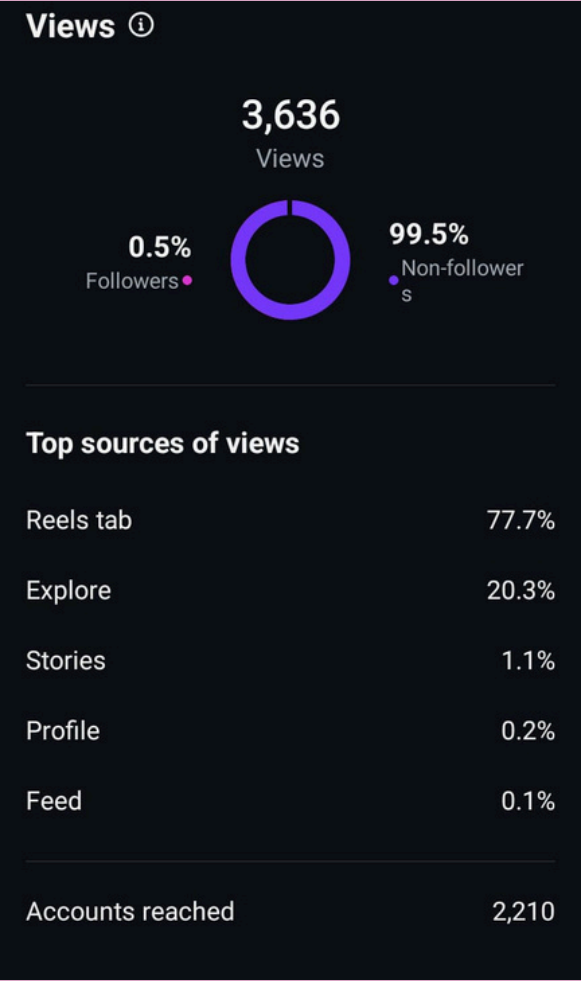 Views
3,636
Views
0.5%
Followers
99.5%
Non-follower
s
Top sources of views
Reels tab 77.7%
Explore 20.3%
Stories 1.1%
Profile 0.2%
Feed 0.1%
Accounts reached 2,210